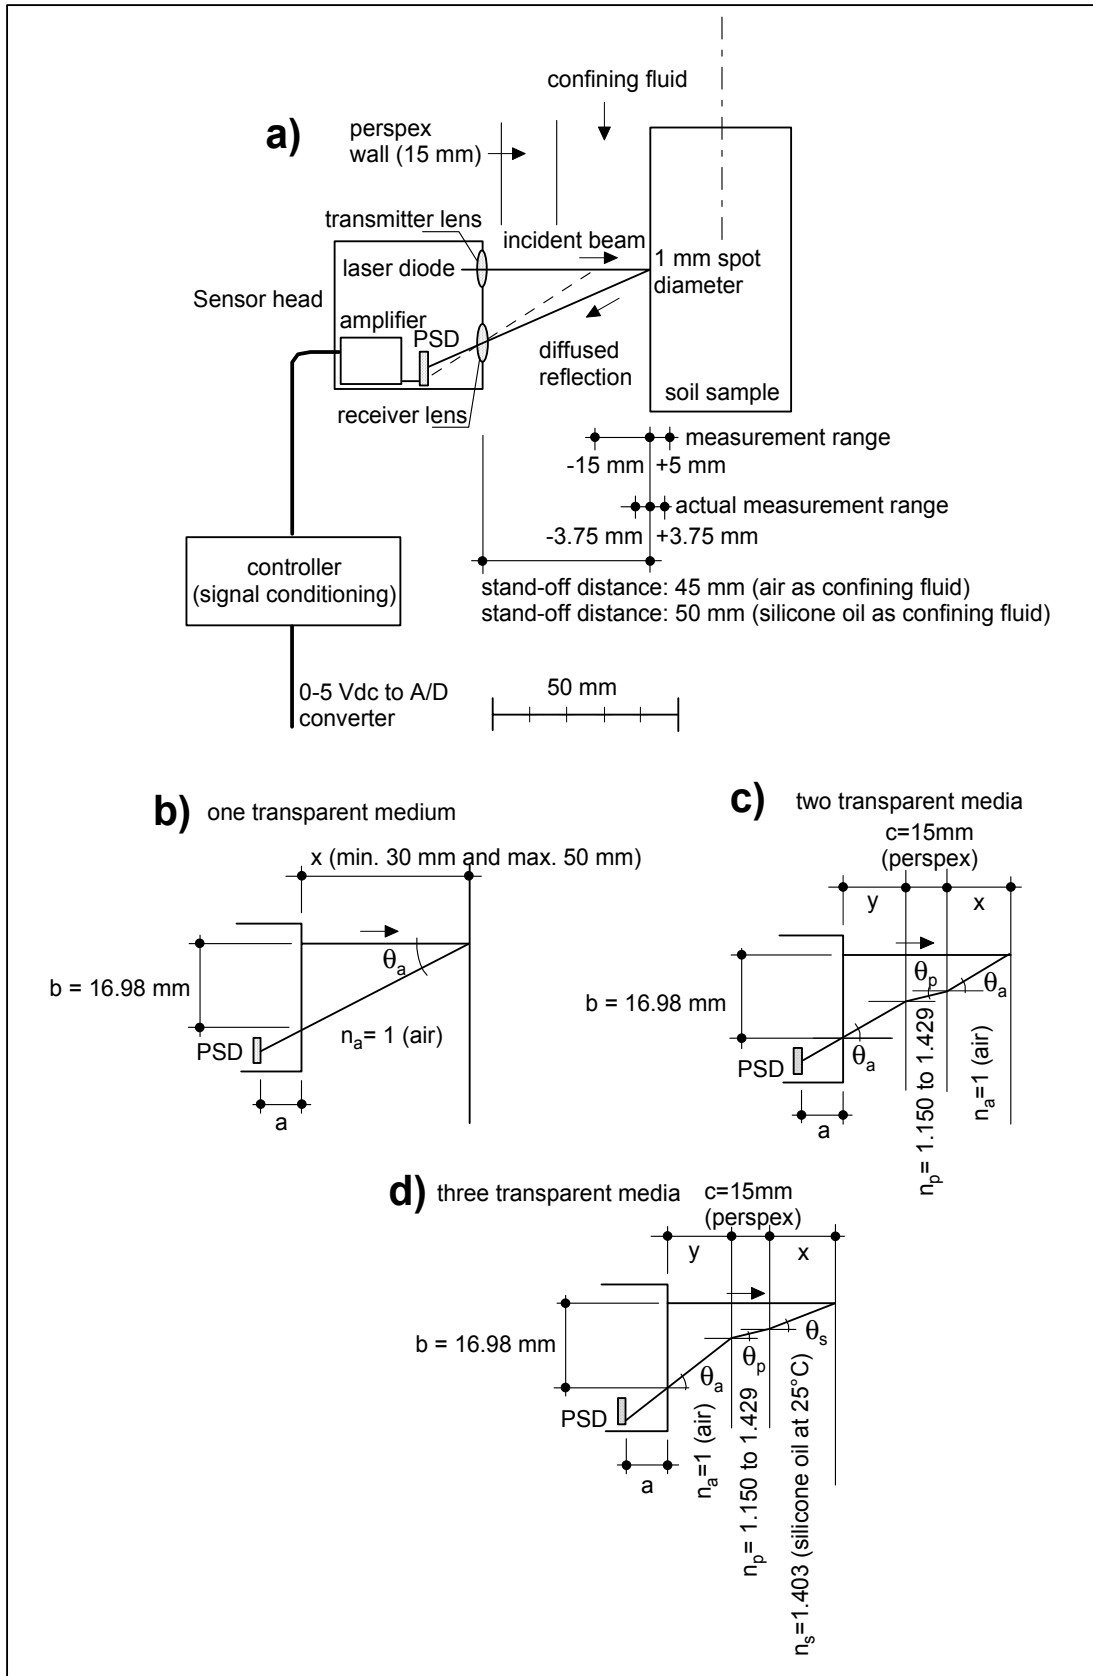 a)
confining fluid
perspex
wall (15 mm)
transmitter lens
incident beam
laser diode
1 mm spot
diameter
Sensor head
amplifier
PSD
diffused
reflection
receiver lens
soil sample
measurement range
-15 mm +5 mm
actual measurement range
-3.75 mm +3.75 mm
controller
(signal conditioning)
stand-off distance: 45 mm (air as confining fluid)
stand-off distance: 50 mm (silicone oil as confining fluid)
0-5 Vdc to A/D
converter
50 mm
b) one transparent medium
x (min. 30 mm and max. 50 mm)
θa
b = 16.98 mm
na= 1 (air)
PSD
a
c) two transparent media
c=15mm
(perspex)
y
x
θp
θa
b = 16.98 mm
PSD
θa
a
np= 1.150 to 1.429
na=1 (air)
d) three transparent media
c=15mm
(perspex)
y
x
θs
b = 16.98 mm
θp
θa
PSD
a
na=1 (air)
np= 1.150 to 1.429
ns=1.403 (silicone oil at 25°C)